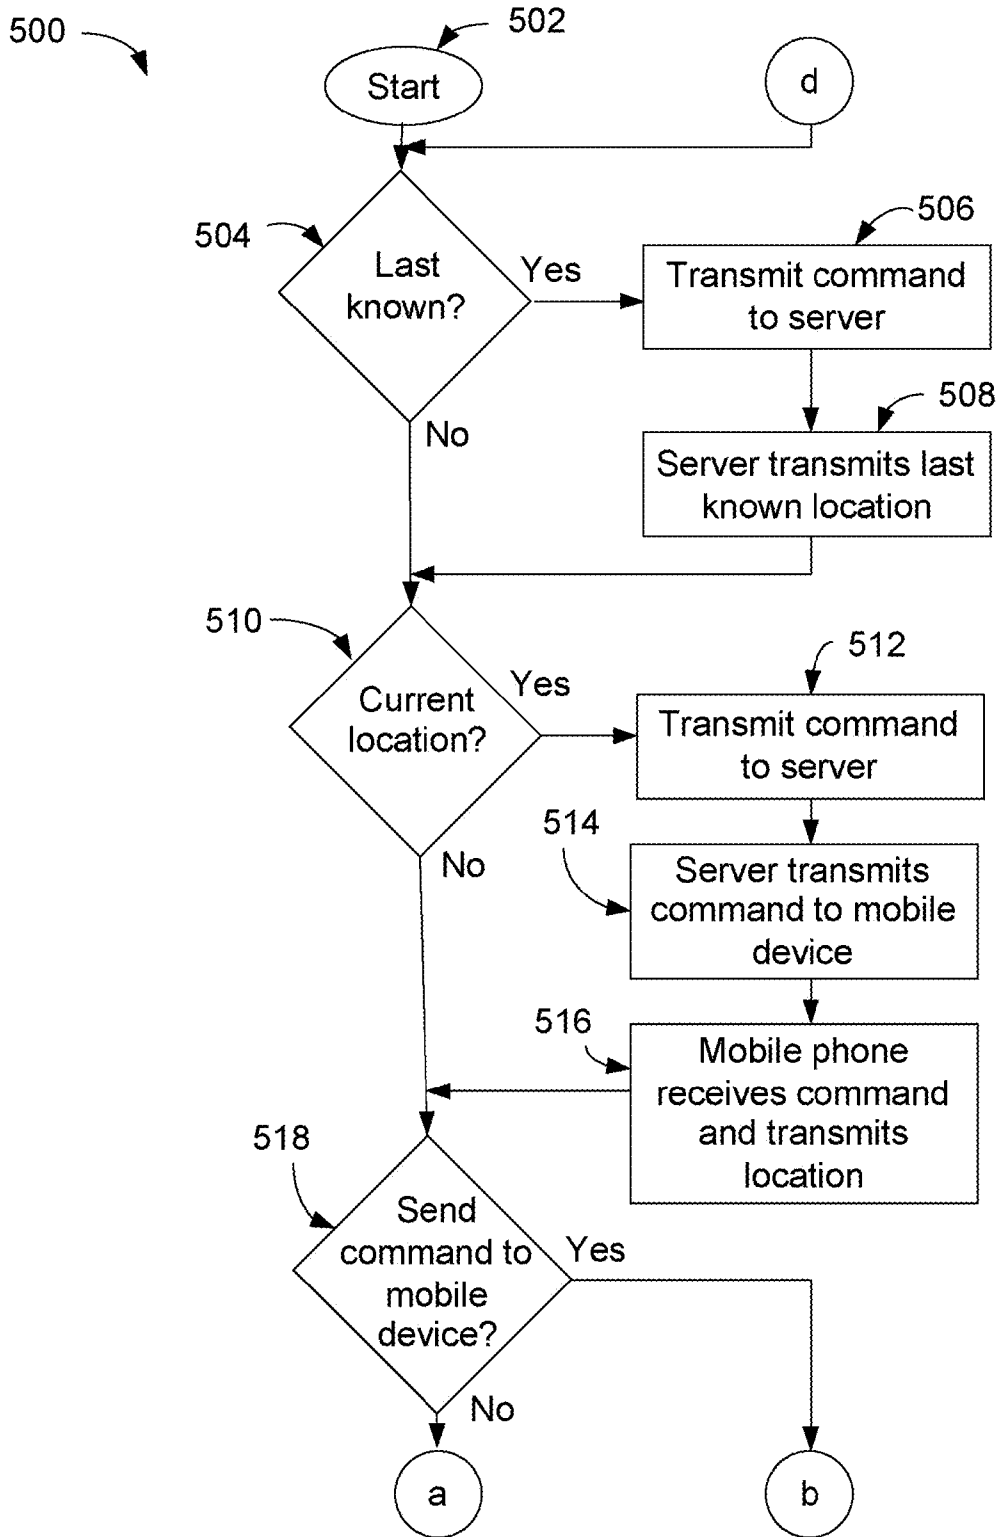 500
502
Start
d
504
Last
known?
Yes
506
Transmit command
to server
508
No
Server transmits last
known location
510
Current
location?
Yes
512
Transmit command
to server
No
514
Server transmits
command to mobile
device
516
Mobile phone
receives command
and transmits
location
518
Send
command to
mobile
device?
Yes
No
a
b